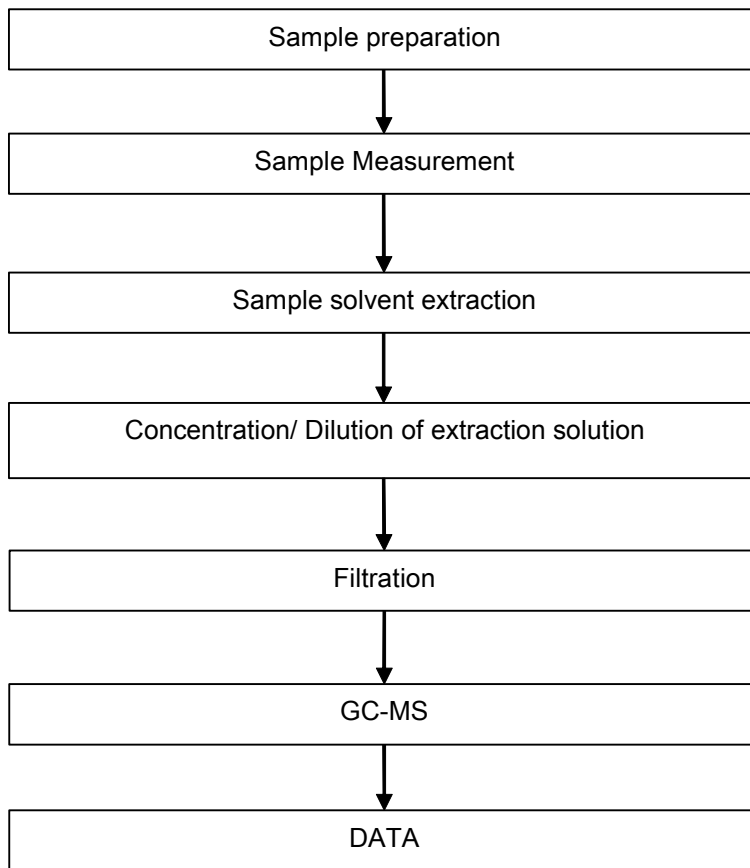 Sample preparation
Sample Measurement
Sample solvent extraction
Concentration/ Dilution of extraction solution
Filtration
GC-MS
DATA